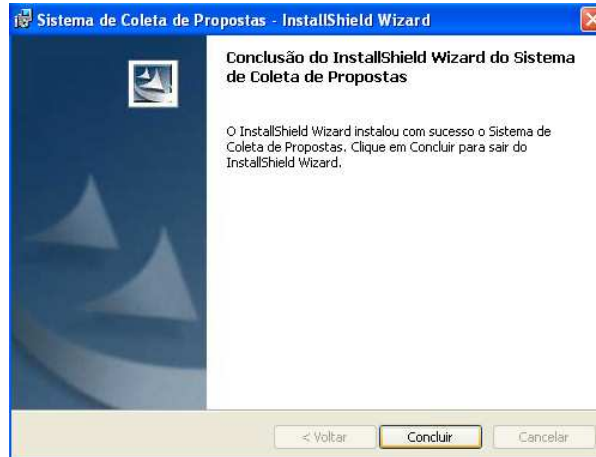 Sistema de Coleta de Propostas - InstallShield Wizard
Conclusão do InstallShield Wizard do Sistema
de Coleta de Propostas
O InstallShield Wizard instalou com sucesso o Sistema de
Coleta de Propostas. Clique em Concluir para sair do
InstallShield Wizard.
< Voltar
Concluir
Cancelar